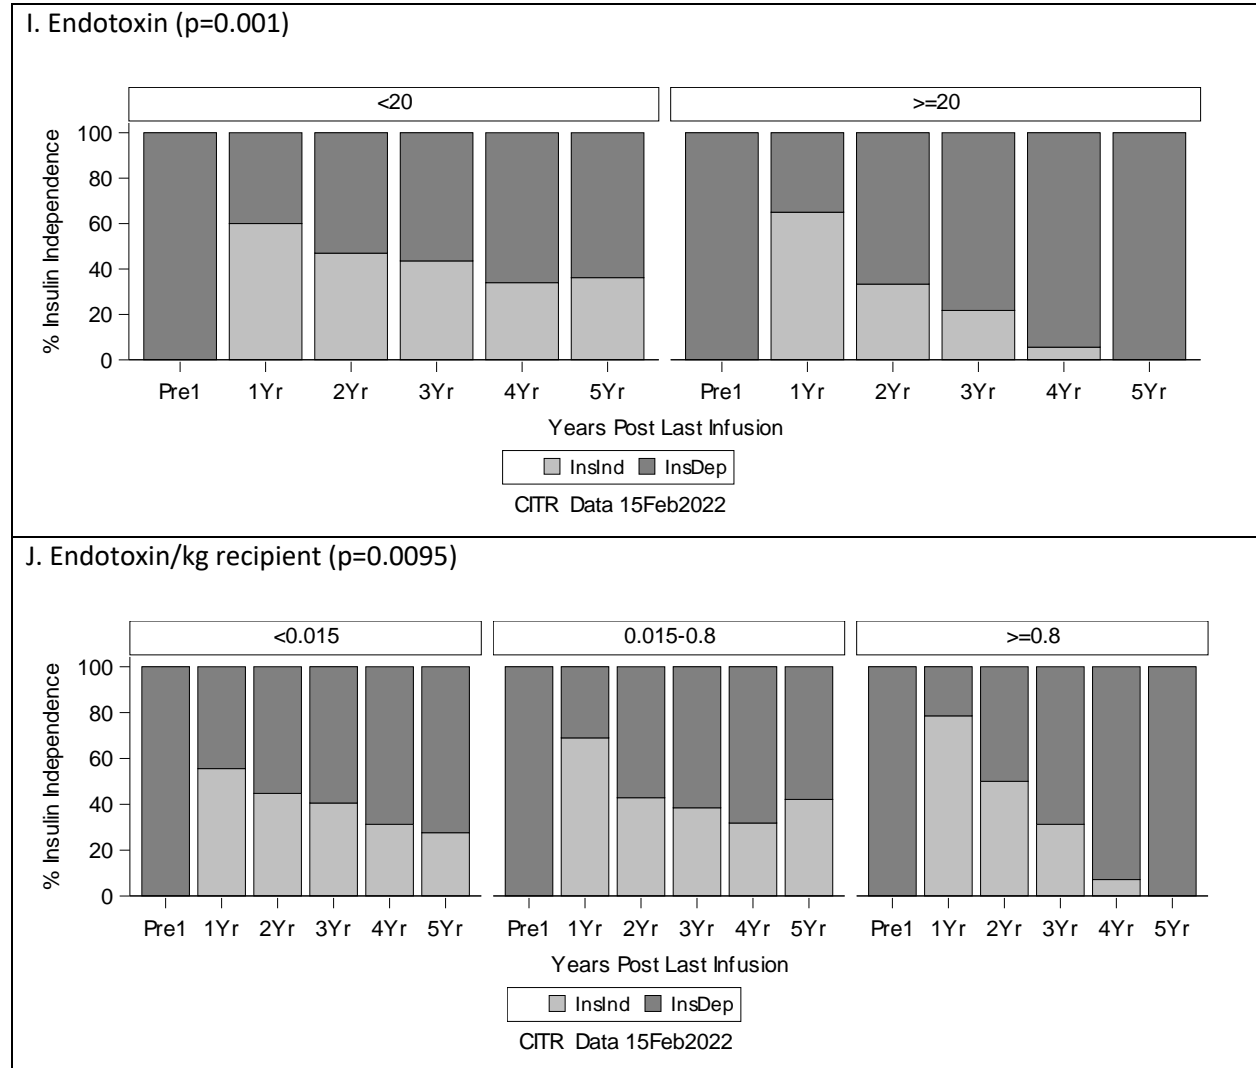 I. Endotoxin (p=0.001)
<20 >=20
% Insulin Independence
100
80
60
40
20
0
Pre1 1Yr 2Yr 3Yr 4Yr 5Yr Pre1 1Yr 2Yr 3Yr 4Yr 5Yr
Years Post Last Infusion
InsInd InsDep
CITR Data 15Feb2022
J. Endotoxin/kg recipient (p=0.0095)
<0.015 0.015-0.8 >=0.8
% Insulin Independence
100
80
60
40
20
0
Pre1 1Yr 2Yr 3Yr 4Yr 5Yr Pre1 1Yr 2Yr 3Yr 4Yr 5Yr Pre1 1Yr 2Yr 3Yr 4Yr 5Yr
Years Post Last Infusion
InsInd InsDep
CITR Data 15Feb2022